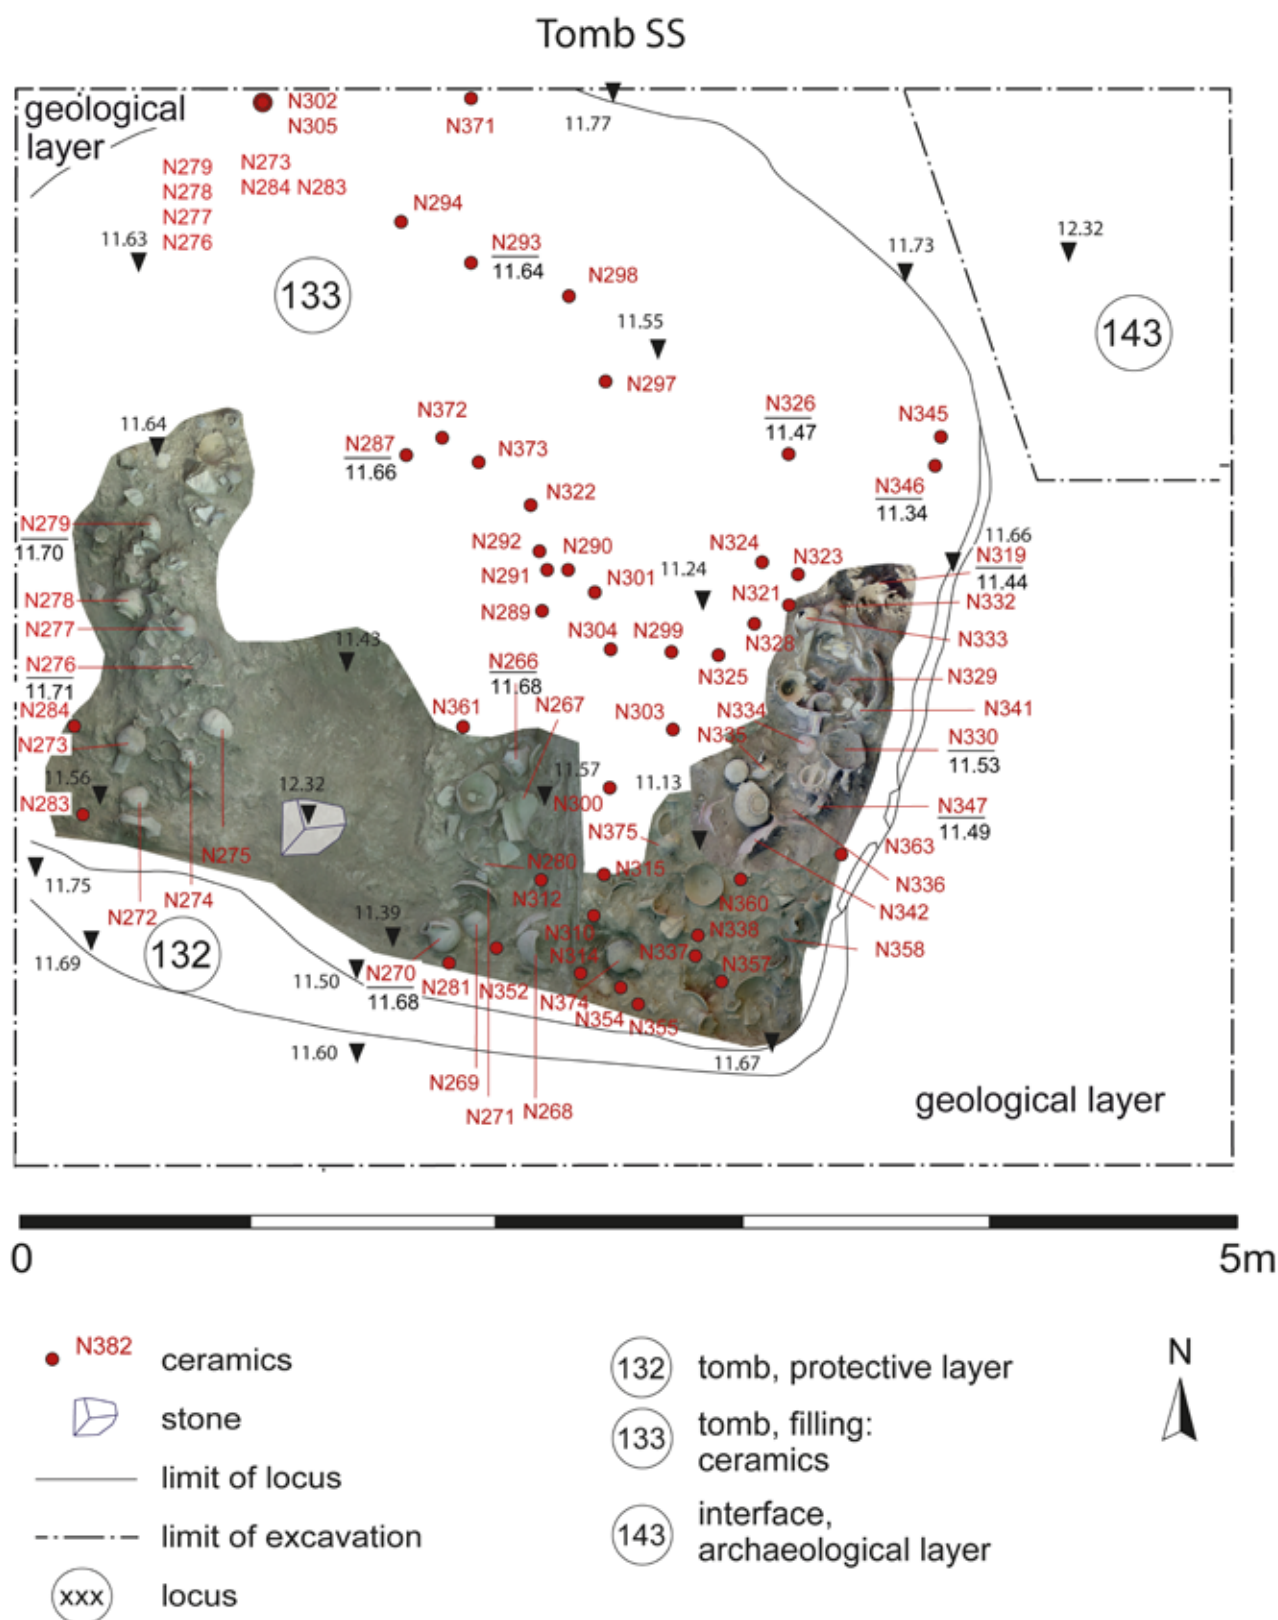 Tomb SS
geological
layer
N302
N305
N371
11.77
N279
N278
N277
N276
N273
N284 N283
11.63
N294
N293
11.64
133
N298
11.55
11.73
12.32
143
N297
N326
11.47
N345
N346
11.34
11.64
N372
N287
11.66
N373
N322
N279
11.70
N292
N290
N291
N301
N289
11.24
N324
N323
N321
11.66
N319
11.44
N332
N333
N278
N277
N276
11.71
11.43
N304
N299
N328
N325
N329
N266
11.68
N267
N284
N273
N361
N303
N334
N335
N341
N330
11.53
11.56
12.32
11.57
N300
11.13
N283
N347
11.49
N375
N363
N275
N280
N315
N336
11.75
N312
N360
N274
N272
N342
132
11.39
N310
N338
N358
11.69
N314
N337
N357
11.50
N270
11.68
N281
N352
N374
N354
N355
11.60
11.67
N269
N271
N268
geological layer
0
5m
N382
ceramics
stone
limit of locus
limit of excavation
xxx
locus
132
tomb, protective layer
133
tomb, filling:
ceramics
143
interface,
archaeological layer
N